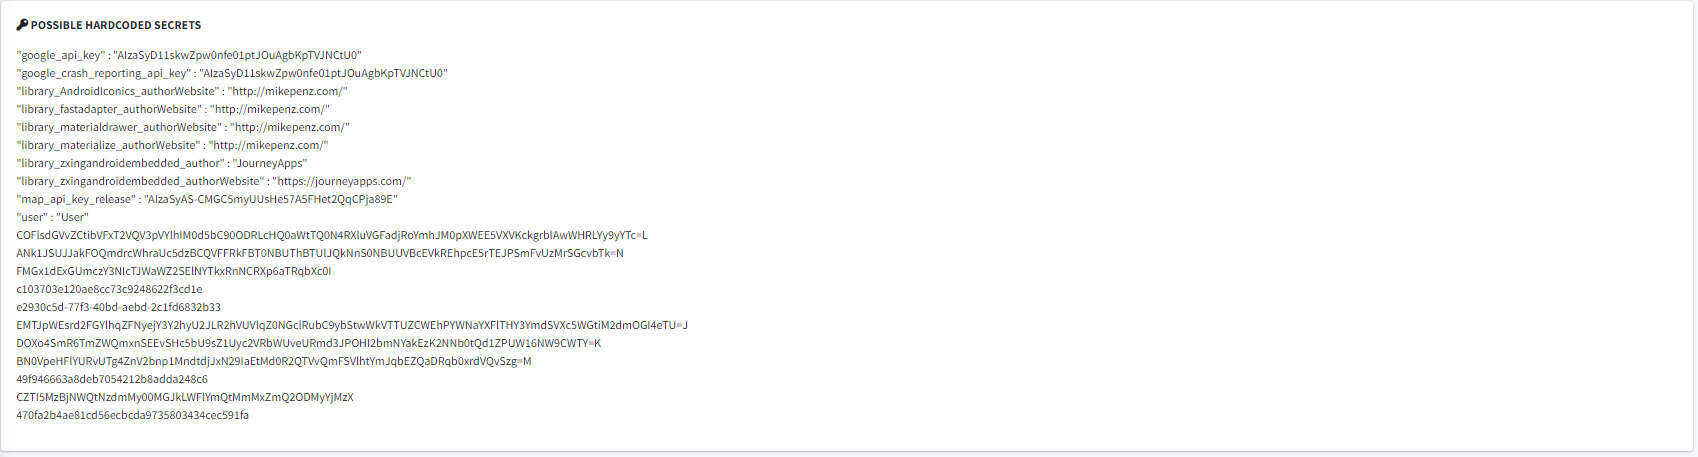 POSSIBLE HARDCODED SECRETS
"google_api_key" : "AIzaSyD11skwZpw0nfe01ptJOuAgbKpTVJNCtU0"
"google_crash_reporting_api_key" : "AIzaSyD11skwZpw0nfe01ptJOuAgbKpTVJNCtU0"
"library_AndroidIconics_authorWebsite" : "http://mikepenz.com/"
"library_fastadapter_authorWebsite" : "http://mikepenz.com/"
"library_materialdrawer_authorWebsite" : "http://mikepenz.com/"
"library_materialize_authorWebsite" : "http://mikepenz.com/"
"library_zxingandroidembedded_author" : "JourneyApps"
"library_zxingandroidembedded_authorWebsite" : "https://journeyapps.com/"
"map_api_key_release" : "AIzaSyAS-CMGC5myUUsHe57A5FHet2QqCPja89E"
"user" : "User"
COFlsdGVvZCtibVFxT2VQV3pVYlhIM0d5bC90ODRLcHQ0aWtTQ0N4RXluVGFadjRoYmhJM0pXWEE5VXVKckgrblAwWHRLYy9yYTc=L
ANk1JSUJJakFOQmdrcWhraUc5dzBCQVFFRkFBT0NBUThBTUlJQkNnS0NBUUVBcEVkREhpcE5rTEJPSmFvUzMrSGcvbTk=N
FMGx1dExGUmczY3NIcTJWaWZ2SElNYTkxRnNCRXp6aTRqbXc0I
c103703e120ae8cc73c9248622f3cd1e
e2930c5d-77f3-40bd-aebd-2c1fd6832b33
EMTJpWEsrd2FGYlhqZFNyejY3Y2hyU2JLR2hVUVlqZ0NGclRubC9ybStwWkVTTUZCWEhPYWNaYXFlTHY3YmdSVXc5WGtiM2dmOGI4eTU=J
DOXo4SmR6TmZWQmxnSEEvSHc5bU9sZ1Uyc2VRbWUveURmd3JPOHI2bmNYakEzK2NNb0tQd1ZPUW16NW9CWTY=K
BN0VpeHFlYURvUTg4ZnV2bnp1MndtdjJxN29IaEtMd0R2QTVvQmFSVlhtYmJqbEZQaDRqb0xrdVQvSzg=M
49f946663a8deb7054212b8adda248c6
CZTI5MzBjNWQtNzdmMy00MGJkLWFlYmQtMmMxZmQ2ODMyYjMzX
470fa2b4ae81cd56ecbcda9735803434cec591fa